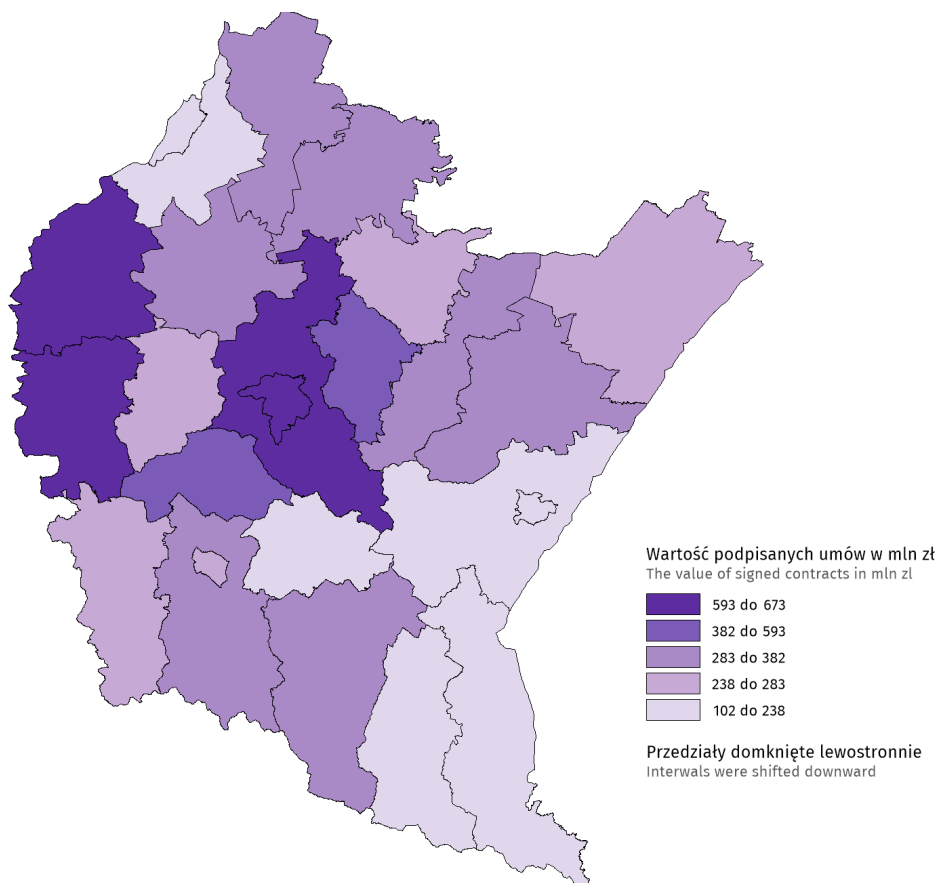 Wartość podpisanych umów w mln zł
The value of signed contracts in mln zl
593 do 673
382 do 593
283 do 382
238 do 283
102 do 238
Przedziały domknięte lewostronnie
Interwals were shifted downward